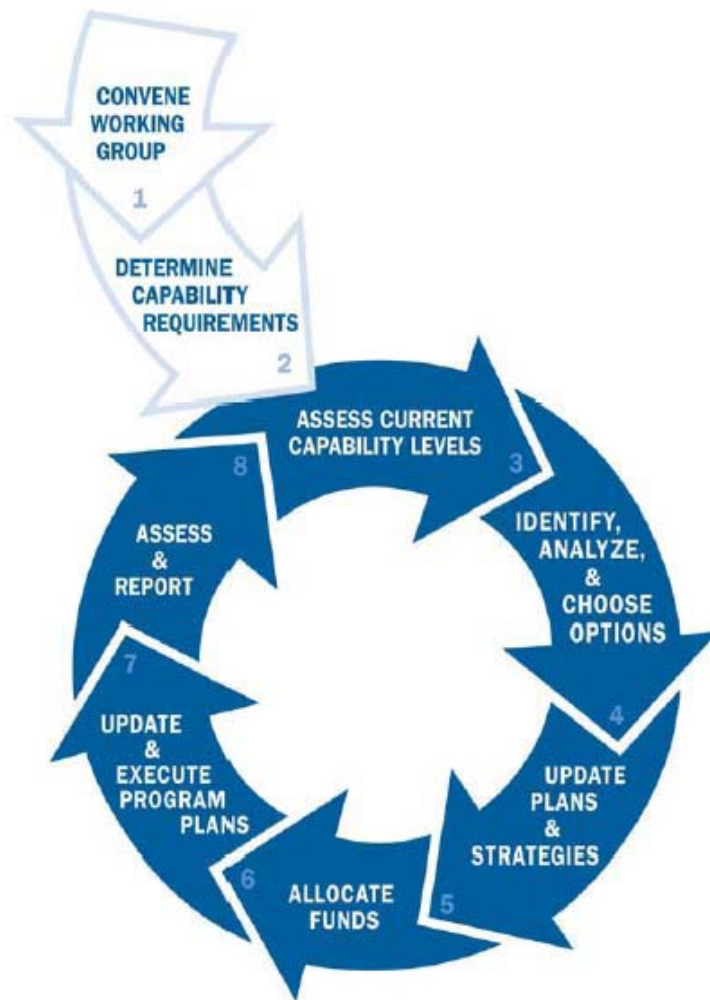 CONVENE
WORKING
GROUP
1
DETERMINE
CAPABILITY
REQUIREMENTS
2
ASSESS CURRENT
CAPABILITY LEVELS
3
IDENTIFY,
ANALYZE,
&
CHOOSE
OPTIONS
4
UPDATE
PLANS
&
STRATEGIES
5
ALLOCATE
FUNDS
6
UPDATE
&
EXECUTE
PROGRAM
PLANS
7
ASSESS
&
REPORT
8